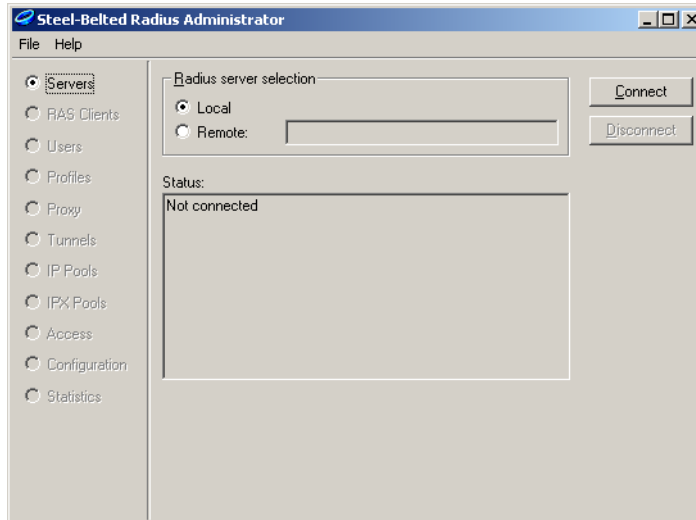 Steel-Belted Radius Administrator
File Help
Servers
RAS Clients
Users
Profiles
Proxy
Tunnels
IP Pools
IPX Pools
Access
Configuration
Statistics
Radius server selection
Local
Remote:
Connect
Disconnect
Status:
Not connected